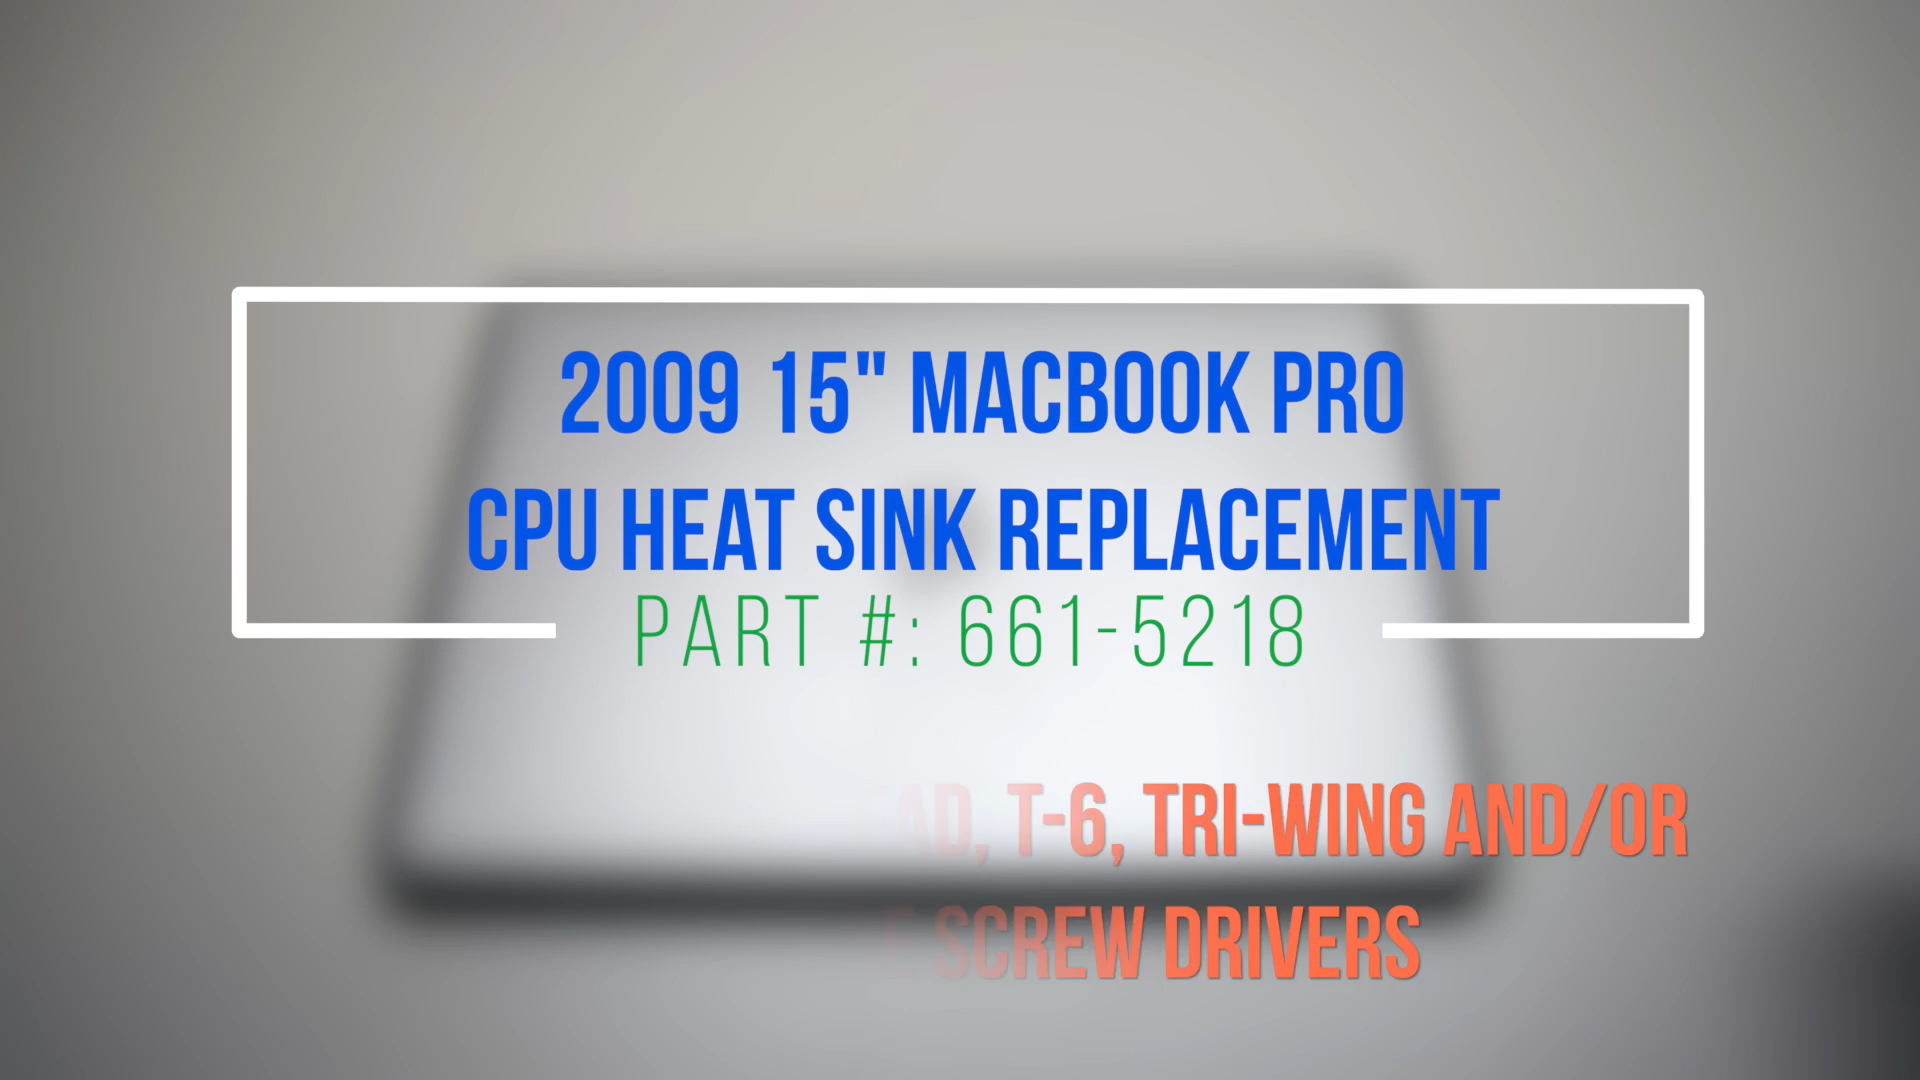 2009 15" MACBOOK PRO
CPU HEAT SINK REPLACEMENT
PART #: 661-5218
T-6, TRI-WING AND/OR
SCREW DRIVERS